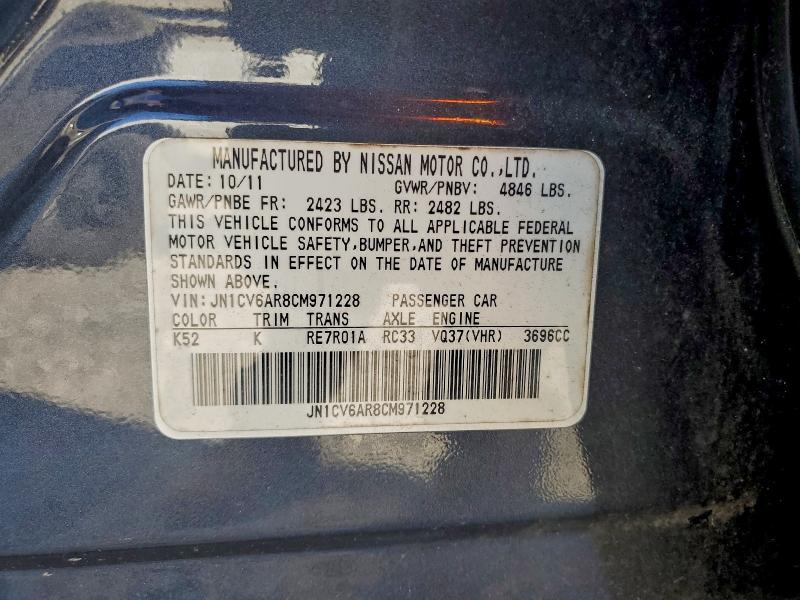 MANUFACTURED BY NISSAN MOTOR CO.,LTD.
DATE: 10/11 GVWR/PNBV: 4846 LBS.
GAWR/PNBE FR: 2423 LBS. RR: 2482 LBS.
THIS VEHICLE CONFORMS TO ALL APPLICABLE FEDERAL
MOTOR VEHICLE SAFETY,BUMPER,AND THEFT PREVENTION
STANDARDS IN EFFECT ON THE DATE OF MANUFACTURE
SHOWN ABOVE.
VIN:JN1CV6AR8CM971228 PASSENGER CAR
COLOR TRIM TRANS AXLE ENGINE
K52 K RE7R01A RC33 VQ37(VHR) 3696CC
JN1CV6AR8CM971228